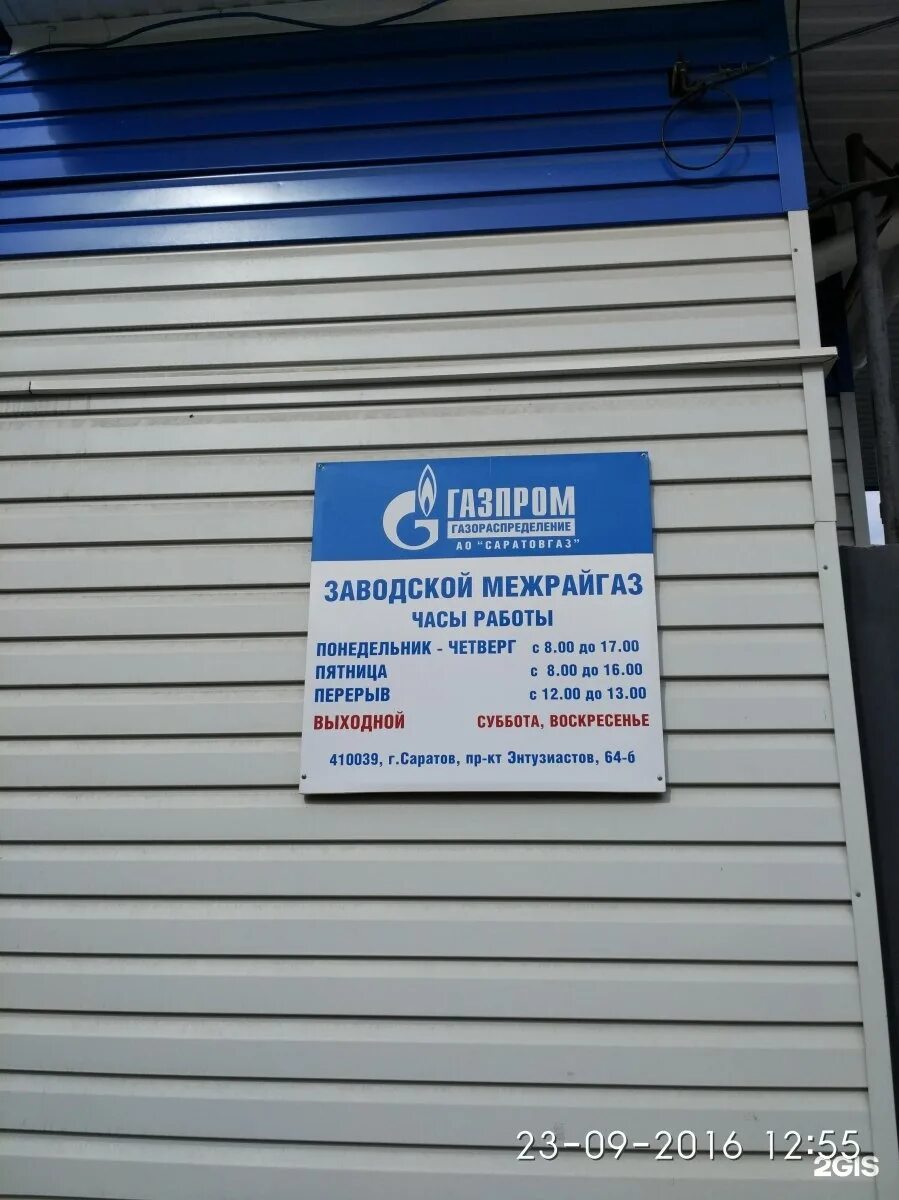 ГАЗПРОМ
ГАЗОРАСПРЕДЕЛЕНИЕ
АО "САРАТОВГАЗ"
ЗАВОДСКОЙ МЕЖРАЙГАЗ
ЧАСЫ РАБОТЫ
ПОНЕДЕЛЬНИК - ЧЕТВЕРГ с 8.00 до 17.00
ПЯТНИЦА с 8.00 до 16.00
ПЕРЕРЫВ с 12.00 до 13.00
ВЫХОДНОЙ СУББОТА, ВОСКРЕСЕНЬЕ
410039, г.Саратов, пр-кт Энтузиастов, 64-б
23-09-2016 12:55
2GIS